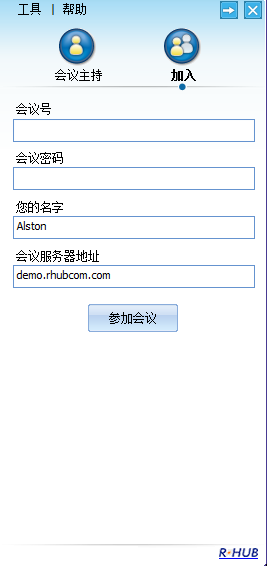 工具 | 帮助
会议主持 加入
会议号
会议密码
您的名字
Alston
会议服务器地址
demo.rhubcom.com
参加会议
R•HUB